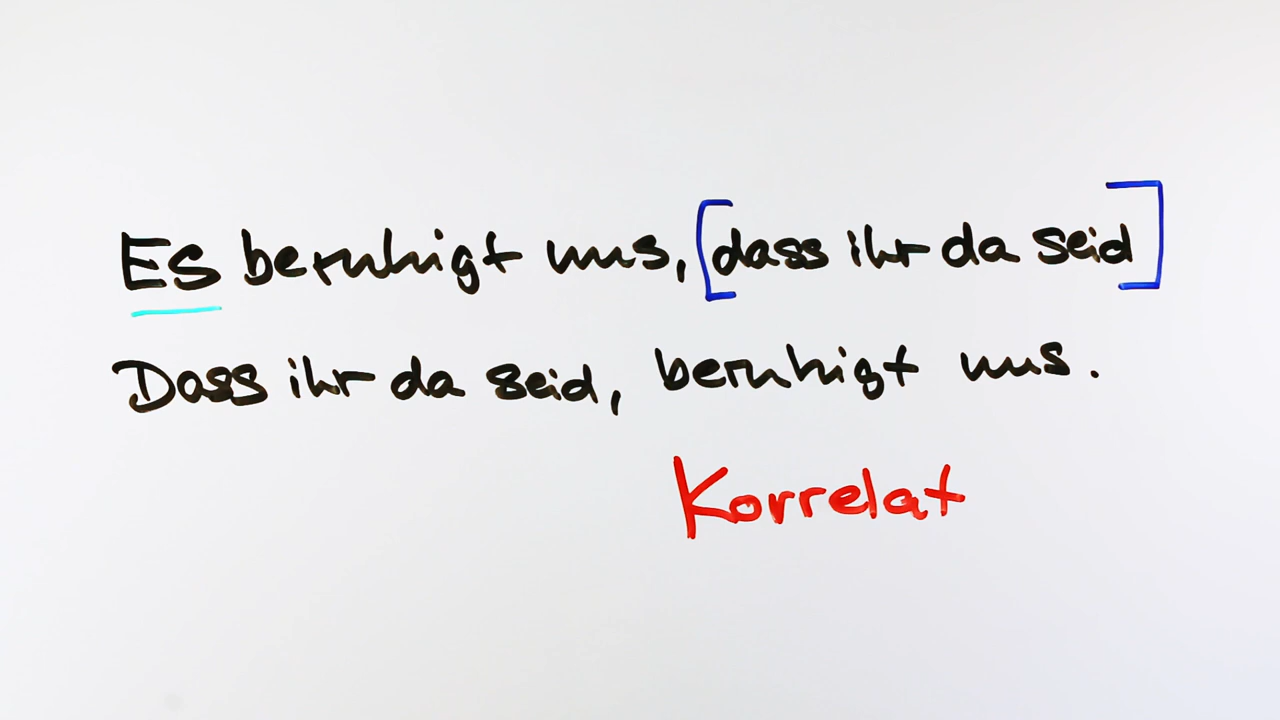 Es beruhigt uns, [dass ihr da seid]
Dass ihr da seid, beruhigt uns.
Korrelat